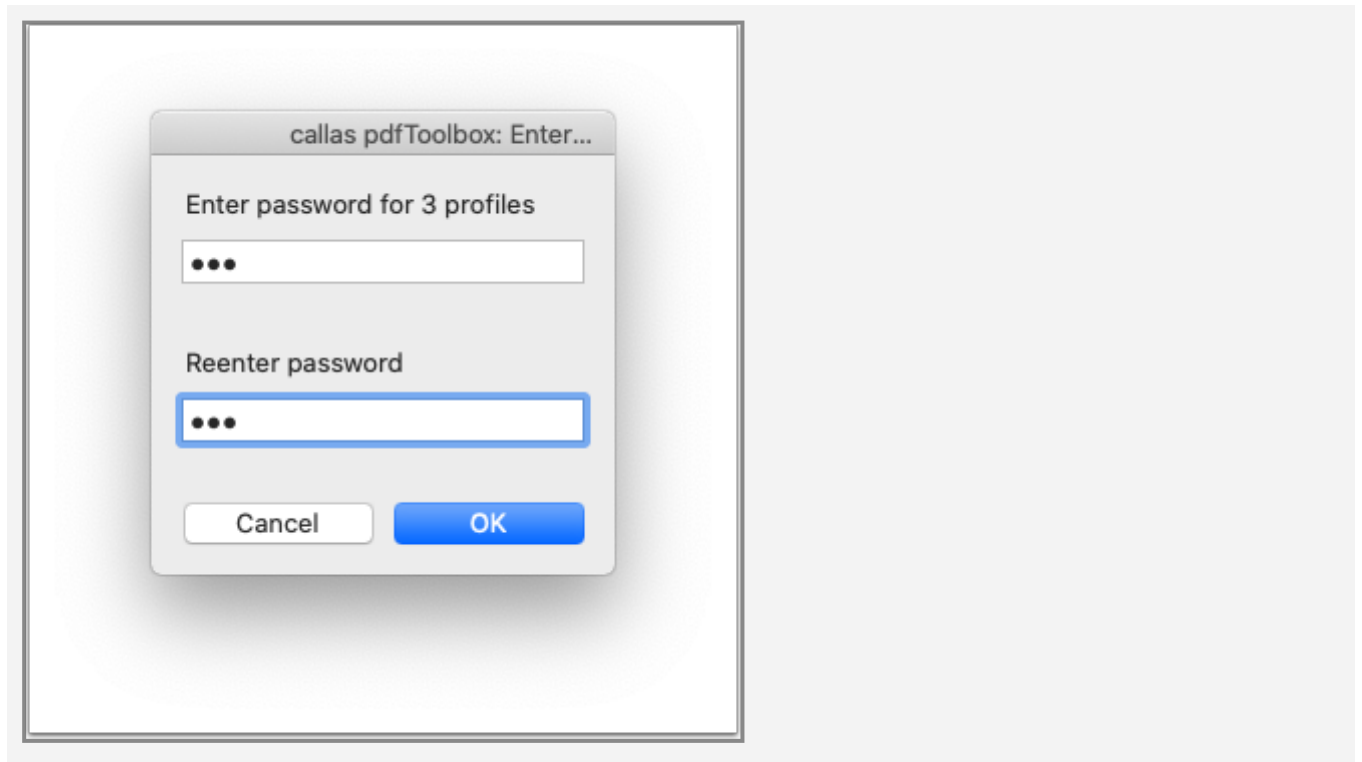 callas pdfToolbox: Enter...
Enter password for 3 profiles
•••
Reenter password
•••
Cancel OK